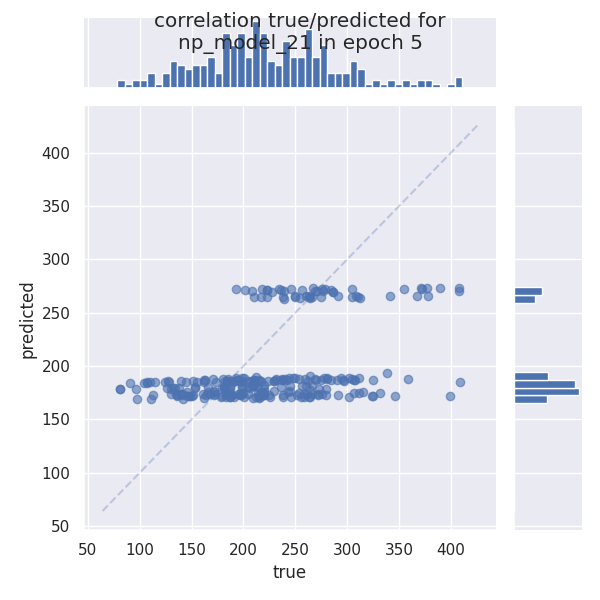 correlation true/predicted for
np_model_21 in epoch 5
400
350
300
250
200
150
100
50
predicted
50 100 150 200 250 300 350 400
true